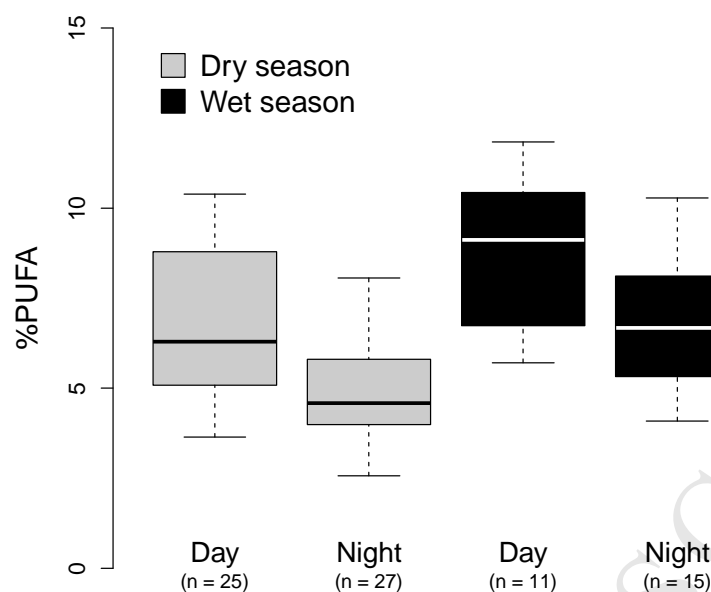 15
Dry season
Wet season
10
%PUFA
5
0
Day Night Day Night
(n = 25) (n = 27) (n = 11) (n = 15)